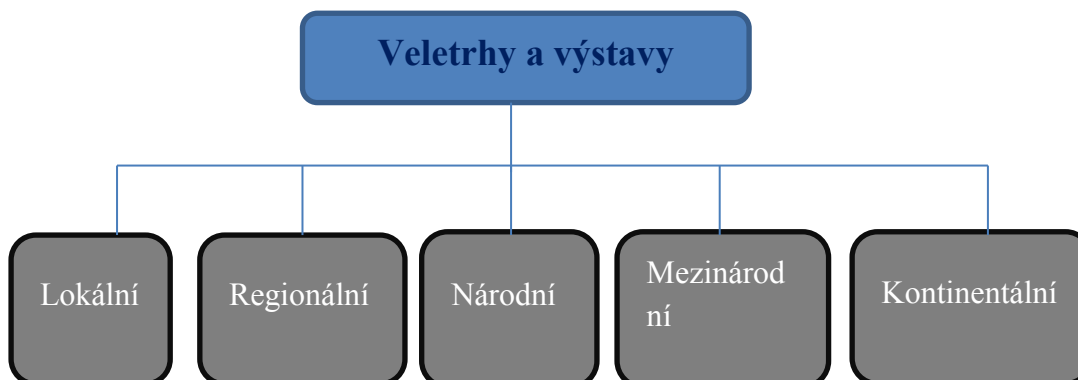 Veletrhy a výstavy
Lokální
Regionální
Národní
Mezinárod
ní
Kontinentální